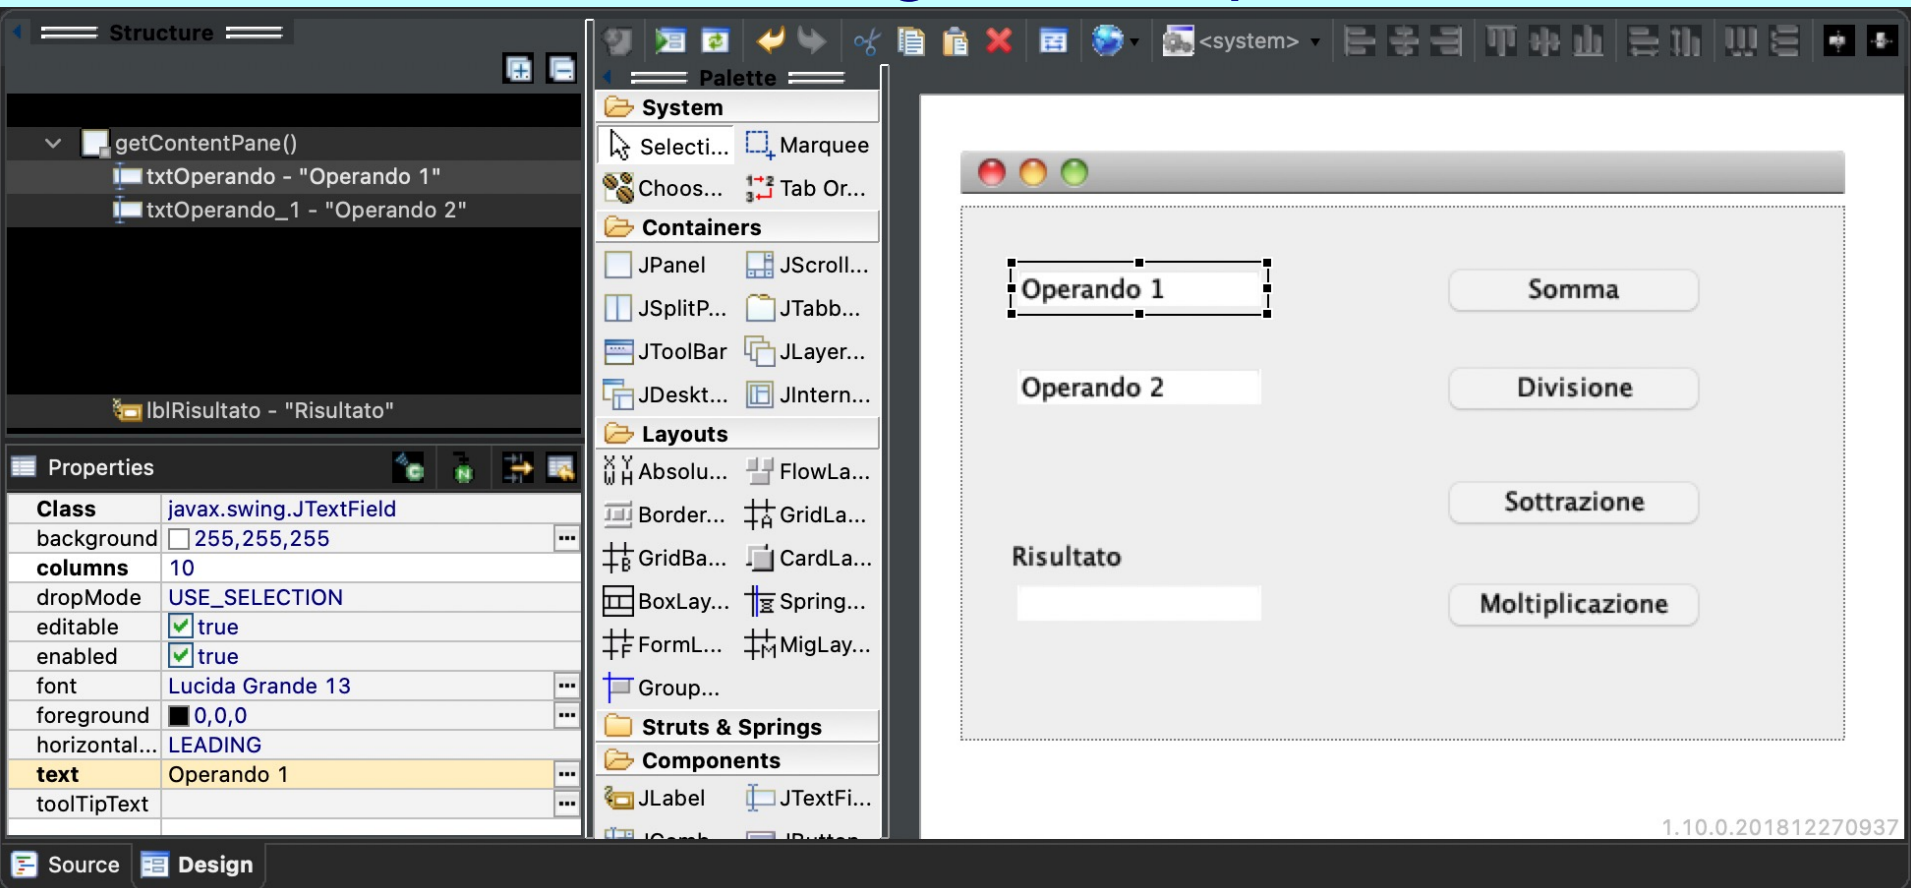 Structure
getContentPane()
txtOperando - "Operando 1"
txtOperando_1 - "Operando 2"
lblRisultato - "Risultato"
Properties
Class javax.swing.JTextField
background 255,255,255
columns 10
dropMode USE_SELECTION
editable true
enabled true
font Lucida Grande 13
foreground 0,0,0
horizontal... LEADING
text Operando 1
toolTipText
Source Design
<system>
Palette
System
Selecti... Marquee
Choos... Tab Or...
Containers
JPanel JScroll...
JSplitP... JTabb...
JToolBar JLayer...
JDeskt... JIntern...
Layouts
Absolu... FlowLa...
Border... GridLa...
GridBa... CardLa...
BoxLay... Spring...
FormL... MigLay...
Group...
Struts & Springs
Components
JLabel JTextFi...
Operando 1 Somma
Operando 2 Divisione
Sottrazione
Risultato
Moltiplicazione
1.10.0.201812270937